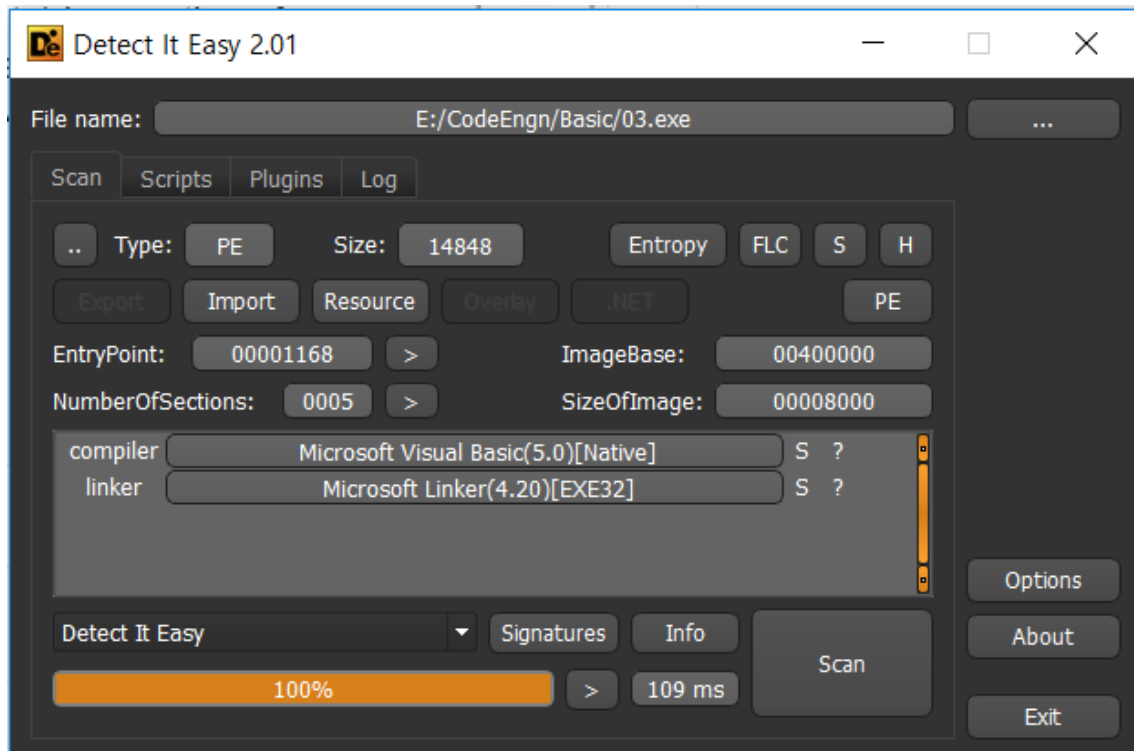 Detect It Easy 2.01
File name: E:/CodeEngn/Basic/03.exe ...
Scan Scripts Plugins Log
.. Type: PE Size: 14848 Entropy FLC S H
Export Import Resource Overlay .NET PE
EntryPoint: 00001168 > ImageBase: 00400000
NumberOfSections: 0005 > SizeOfImage: 00008000
compiler Microsoft Visual Basic(5.0)[Native] S ?
linker Microsoft Linker(4.20)[EXE32] S ?
Options
Detect It Easy Signatures Info About
Scan
100% > 109 ms
Exit